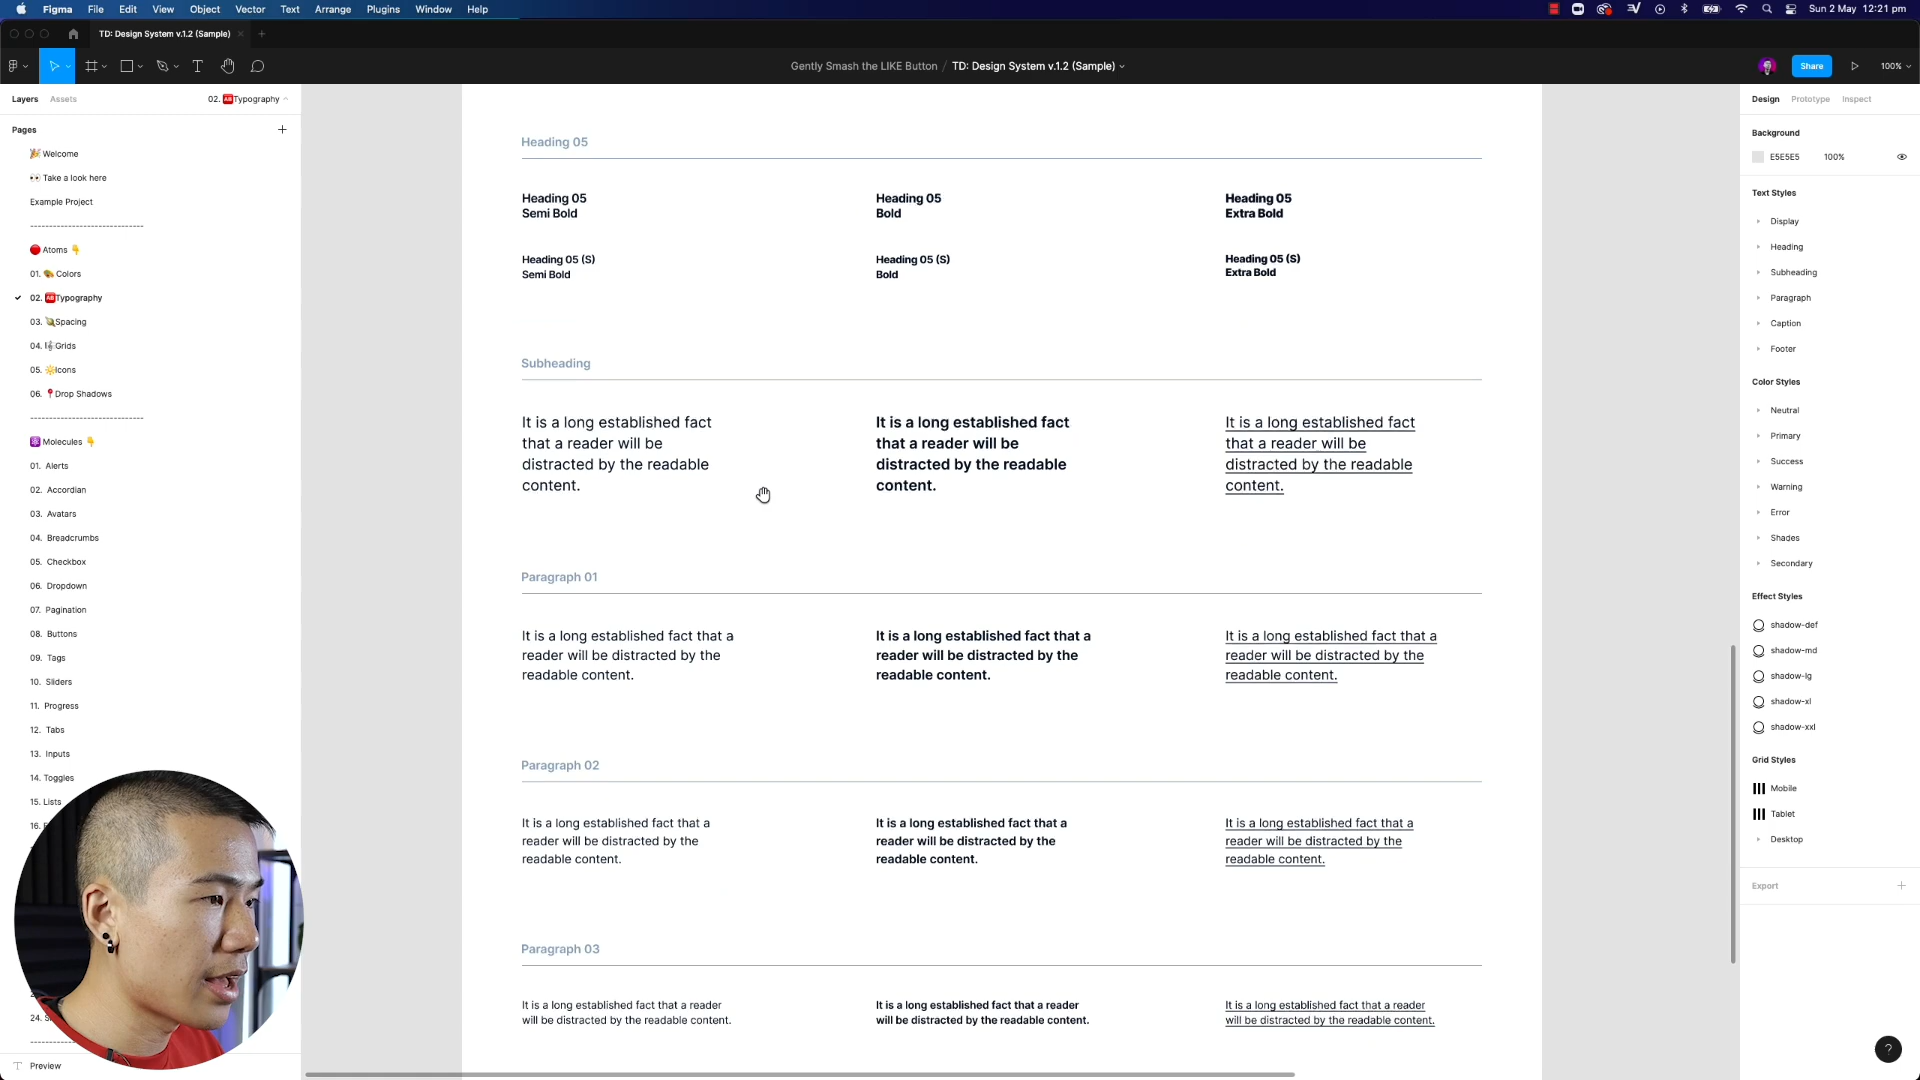 Figma File Edit View Object Vector Text Arrange Plugins Window Help
Sun 2 May 12:21 pm
TD: Design System v.1.2 (Sample)
Gently Smash the LIKE Button / TD: Design System v.1.2 (Sample)
Share
100%
Layers Assets
02. 🆎Typography
Design Prototype Inspect
Pages
🎉 Welcome
👀 Take a look here
Example Project
------------------------------
🔴 Atoms 👇
01. 🎨 Colors
02. 🆎Typography
03. Spacing
04. 🎼Grids
05. ☀️Icons
06. 📍Drop Shadows
------------------------------
⚛️ Molecules 👇
01. Alerts
02. Accordian
03. Avatars
04. Breadcrumbs
05. Checkbox
06. Dropdown
07. Pagination
08. Buttons
09. Tags
10. Sliders
11. Progress
12. Tabs
13. Inputs
14. Toggles
15. Lists
16.
24.
Preview
Heading 05
Heading 05
Semi Bold
Heading 05
Bold
Heading 05
Extra Bold
Heading 05 (S)
Semi Bold
Heading 05 (S)
Bold
Heading 05 (S)
Extra Bold
Subheading
It is a long established fact
that a reader will be
distracted by the readable
content.
It is a long established fact
that a reader will be
distracted by the readable
content.
It is a long established fact
that a reader will be
distracted by the readable
content.
Paragraph 01
It is a long established fact that a
reader will be distracted by the
readable content.
It is a long established fact that a
reader will be distracted by the
readable content.
It is a long established fact that a
reader will be distracted by the
readable content.
Paragraph 02
It is a long established fact that a
reader will be distracted by the
readable content.
It is a long established fact that a
reader will be distracted by the
readable content.
It is a long established fact that a
reader will be distracted by the
readable content.
Paragraph 03
It is a long established fact that a reader
will be distracted by the readable content.
It is a long established fact that a reader
will be distracted by the readable content.
It is a long established fact that a reader
will be distracted by the readable content.
Background
E5E5E5 100%
Text Styles
Display
Heading
Subheading
Paragraph
Caption
Footer
Color Styles
Neutral
Primary
Success
Warning
Error
Shades
Secondary
Effect Styles
shadow-def
shadow-md
shadow-lg
shadow-xl
shadow-xxl
Grid Styles
Mobile
Tablet
Desktop
Export
?